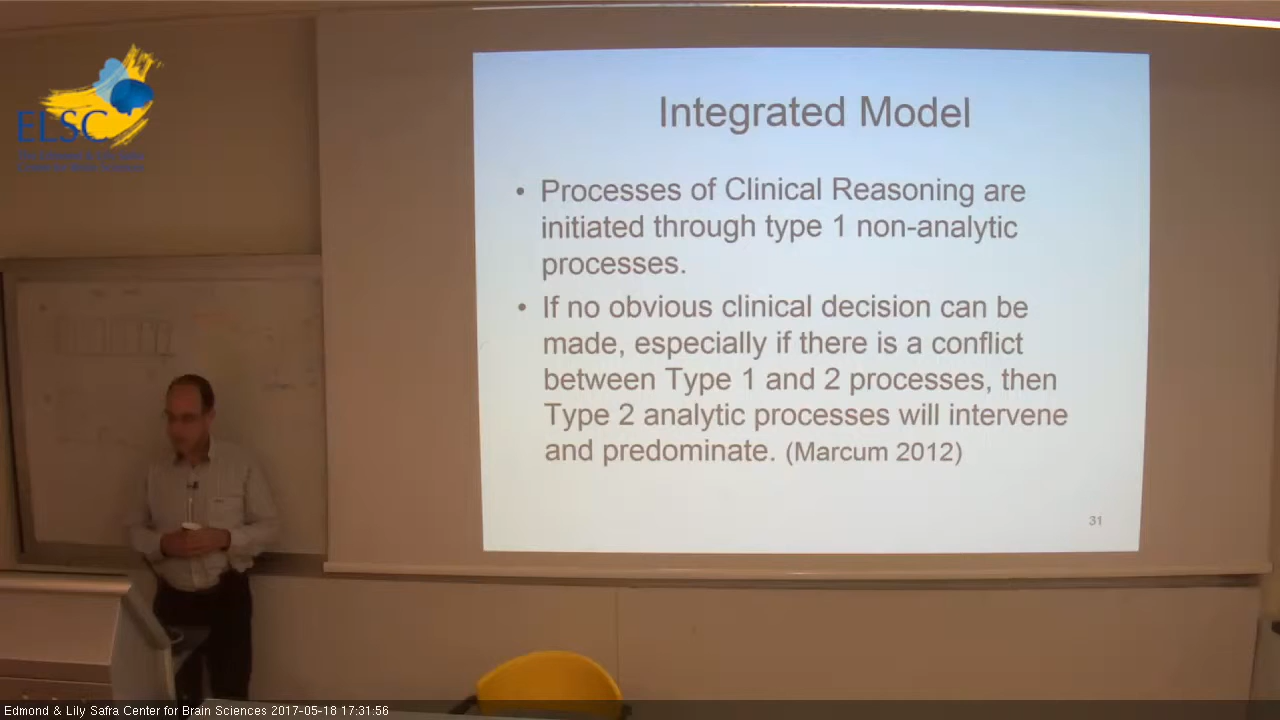 ELSC
Integrated Model
• Processes of Clinical Reasoning are
initiated through type 1 non-analytic
processes.
• If no obvious clinical decision can be
made, especially if there is a conflict
between Type 1 and 2 processes, then
Type 2 analytic processes will intervene
and predominate. (Marcum 2012)
31
Edmond & Lily Safra Center for Brain Sciences 2017-05-18 17:31:56